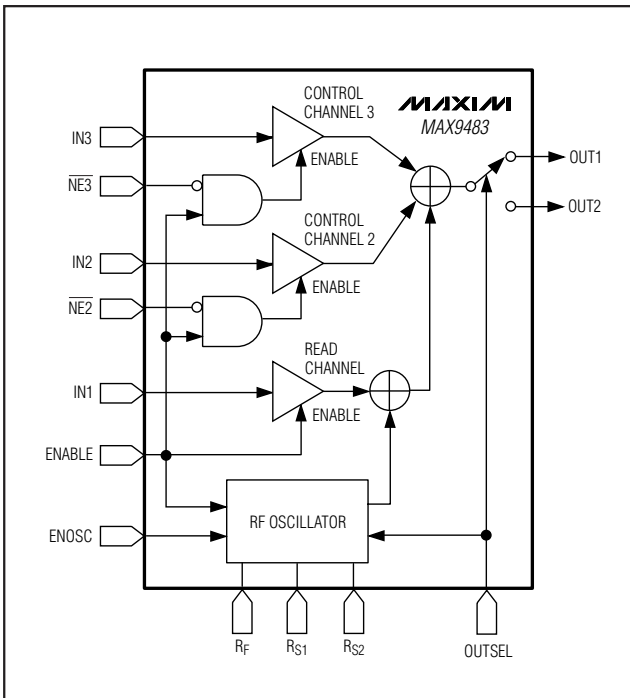 CONTROL
CHANNEL 3
MAXIM
MAX9483
IN3
ENABLE
OUT1
NE3
OUT2
CONTROL
CHANNEL 2
IN2
ENABLE
NE2
READ
CHANNEL
IN1
ENABLE
ENABLE
RF OSCILLATOR
ENOSC
RF
RS1
RS2
OUTSEL